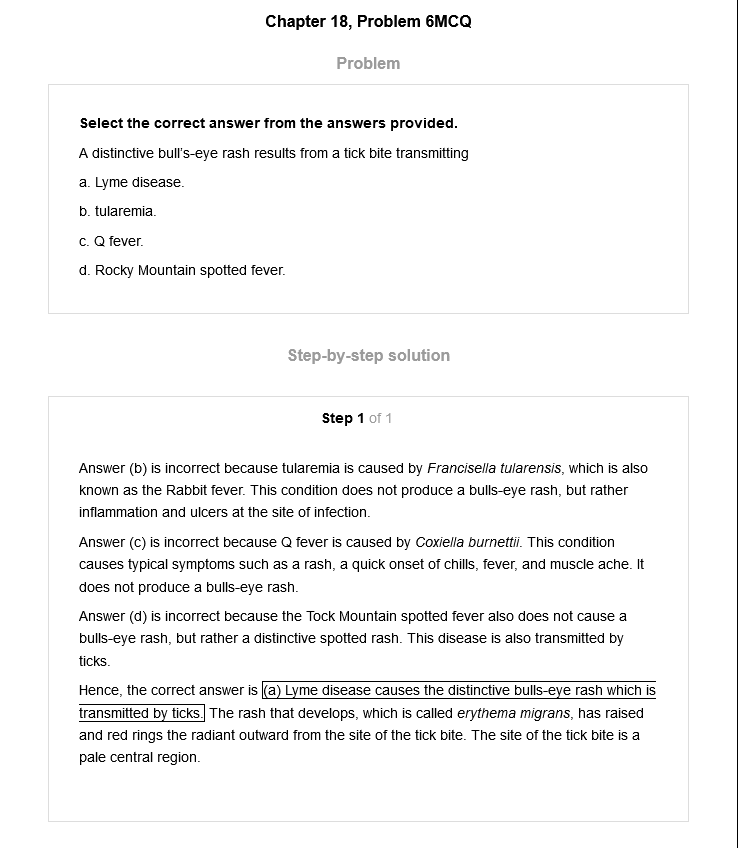 Chapter 18, Problem 6MCQ
Problem
Select the correct answer from the answers provided.
A distinctive bull's-eye rash results from a tick bite transmitting
a. Lyme disease.
b. tularemia.
c. Q fever.
d. Rocky Mountain spotted fever.
Step-by-step solution
Step 1 of 1
Answer (b) is incorrect because tularemia is caused by Francisella tularensis, which is also
known as the Rabbit fever. This condition does not produce a bulls-eye rash, but rather
inflammation and ulcers at the site of infection.
Answer (c) is incorrect because Q fever is caused by Coxiella burnettii. This condition
causes typical symptoms such as a rash, a quick onset of chills, fever, and muscle ache. It
does not produce a bulls-eye rash.
Answer (d) is incorrect because the Tock Mountain spotted fever also does not cause a
bulls-eye rash, but rather a distinctive spotted rash. This disease is also transmitted by
ticks.
Hence, the correct answer is (a) Lyme disease causes the distinctive bulls-eye rash which is
transmitted by ticks. The rash that develops, which is called erythema migrans, has raised
and red rings the radiant outward from the site of the tick bite. The site of the tick bite is a
pale central region.